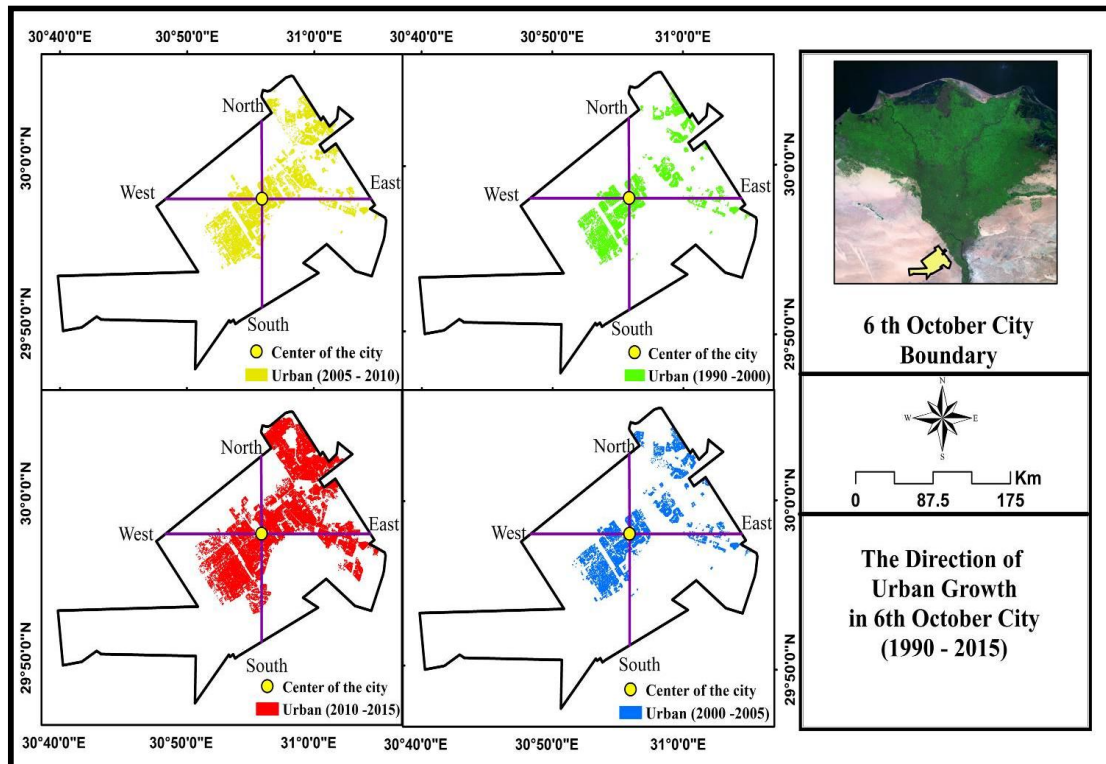 30°40'0"E 30°50'0"E 31°0'0"E 30°40'0"E 30°50'0"E 31°0'0"E
30°0'0"N
29°50'0"N
North
West
East
South
Center of the city
Urban (2005 - 2010)
North
West
East
South
Center of the city
Urban (1990 -2000)
30°0'0"N
29°50'0"N
30°0'0"N
29°50'0"N
North
West
East
South
Center of the city
Urban (2010 -2015)
North
West
East
South
Center of the city
Urban (2000 -2005)
30°0'0"N
29°50'0"N
30°40'0"E 30°50'0"E 31°0'0"E 30°40'0"E 30°50'0"E 31°0'0"E
6 th October City
Boundary
N
W E
S
Km
0 87.5 175
The Direction of
Urban Growth
in 6th October City
(1990 - 2015)